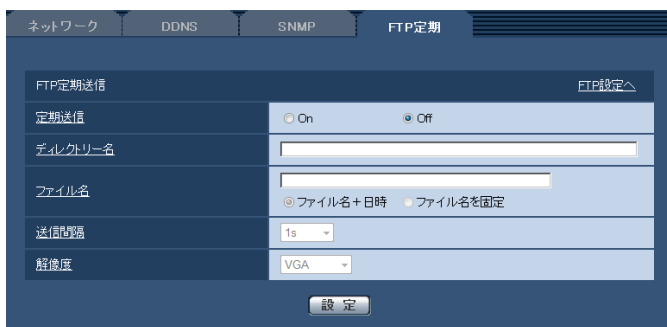 ネットワーク DDNS SNMP FTP定期
FTP定期送信 FTP設定へ
定期送信 On Off
ディレクトリー名
ファイル名
ファイル名+日時 ファイル名を固定
送信間隔 1s
解像度 VGA
設 定